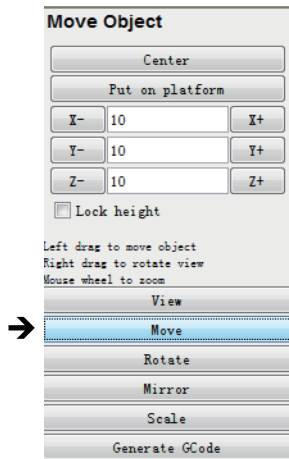 Move Object
Center
Put on platform
X- 10 X+
Y- 10 Y+
Z- 10 Z+
Lock height
Left drag to move object
Right drag to rotate view
Mouse wheel to zoom
View
Move
Rotate
Mirror
Scale
Generate GCode